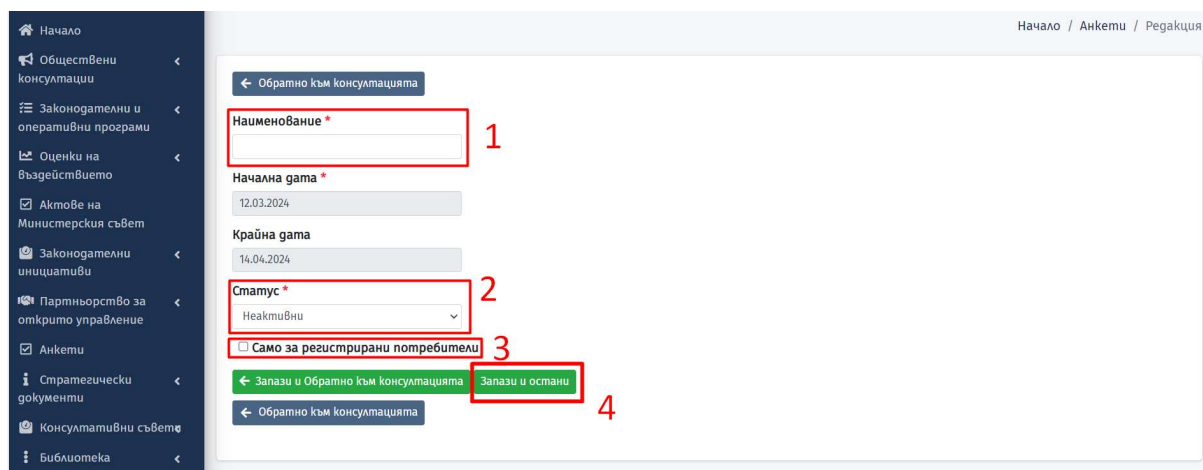 Начало
Обществени
консултации
Законодателни и
оперативни програми
Оценки на
въздействието
Актове на
Министерския съвет
Законодателни
инициативи
Партньорство за
открито управление
Анкети
Стратегически
документи
Консултативни съвети
Библиотека
Начало / Анкети / Редакция
Обратно към консултацията
Наименование *
1
Начална дата *
12.03.2024
Крайна дата
14.04.2024
Статус *
2
Неактивни
Само за регистрирани потребители
3
Запази и Обратно към консултацията
Запази и остани
4
Обратно към консултацията